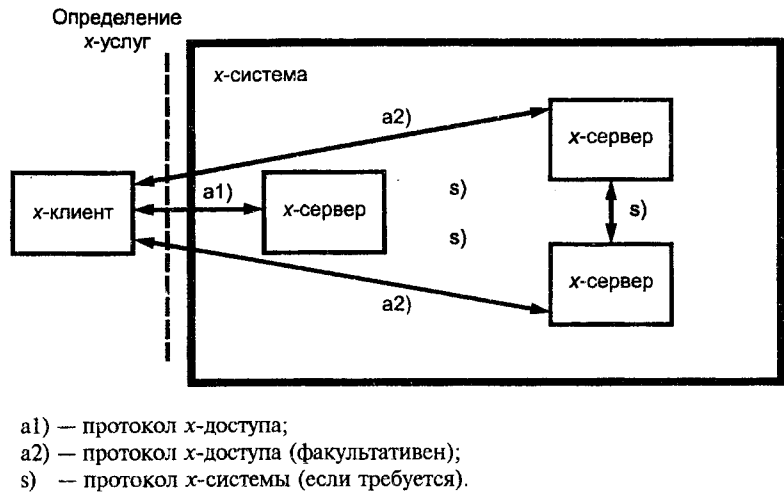 Определение
x-услуг
x-система
a2)
x-сервер
x-клиент
a1)
x-сервер
s)
s)
s)
x-сервер
a2)
a1) — протокол x-доступа;
a2) — протокол x-доступа (факультативен);
s) — протокол x-системы (если требуется).